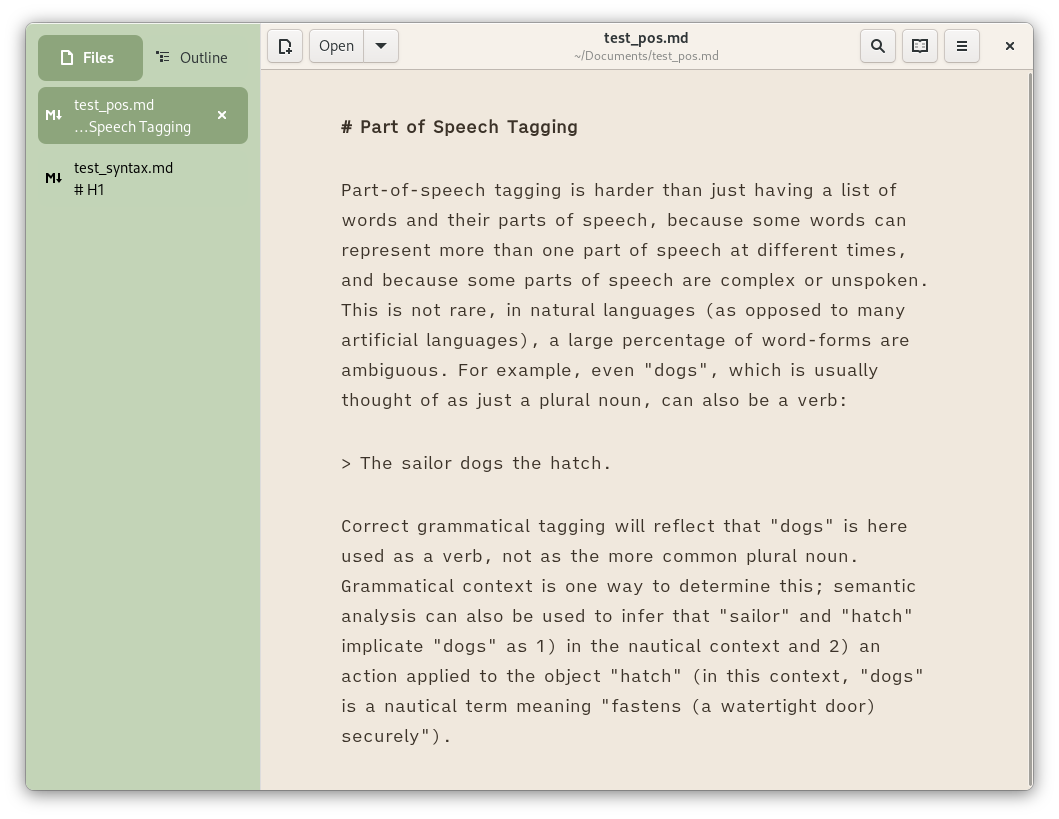 Files
Outline
test_pos.md
...Speech Tagging
M↓
test_syntax.md
# H1
M↓
Open
test_pos.md
~/Documents/test_pos.md
# Part of Speech Tagging
Part-of-speech tagging is harder than just having a list of
words and their parts of speech, because some words can
represent more than one part of speech at different times,
and because some parts of speech are complex or unspoken.
This is not rare, in natural languages (as opposed to many
artificial languages), a large percentage of word-forms are
ambiguous. For example, even "dogs", which is usually
thought of as just a plural noun, can also be a verb:
> The sailor dogs the hatch.
Correct grammatical tagging will reflect that "dogs" is here
used as a verb, not as the more common plural noun.
Grammatical context is one way to determine this; semantic
analysis can also be used to infer that "sailor" and "hatch"
implicate "dogs" as 1) in the nautical context and 2) an
action applied to the object "hatch" (in this context, "dogs"
is a nautical term meaning "fastens (a watertight door)
securely").